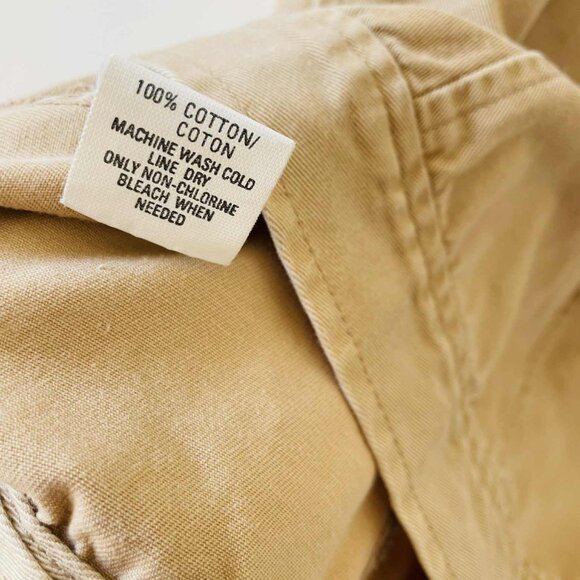 100% COTTON/
COTON
MACHINE WASH COLD
LINE DRY
ONLY NON-CHLORINE
BLEACH WHEN
NEEDED